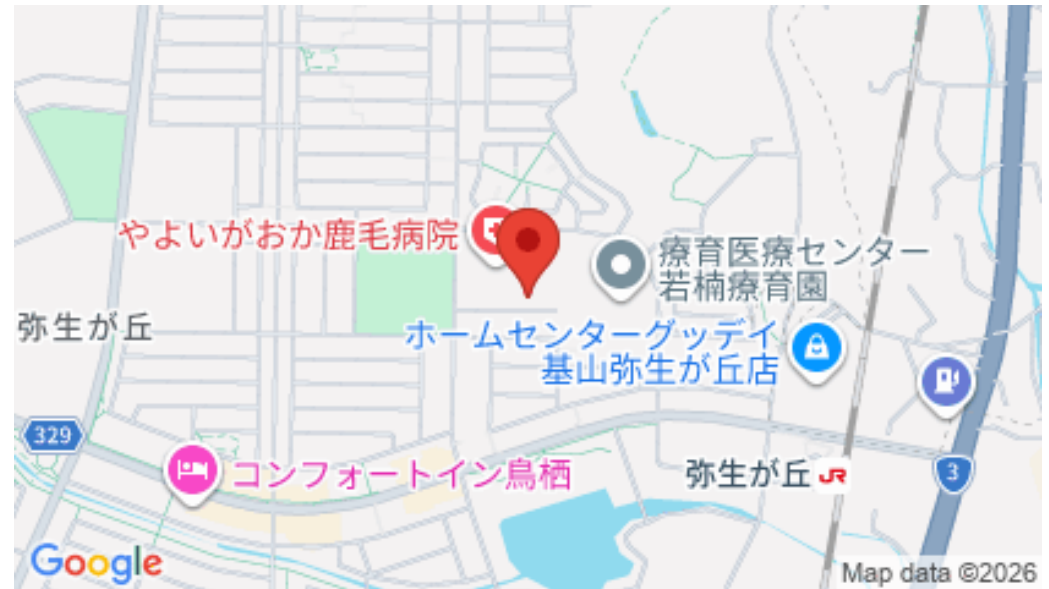 やよいがおか鹿毛病院
療育医療センター
若楠療育園
弥生が丘
ホームセンターグッデイ
基山弥生が丘店
329
コンフォートイン鳥栖
弥生が丘
JR
3
Google
Map data ©2026